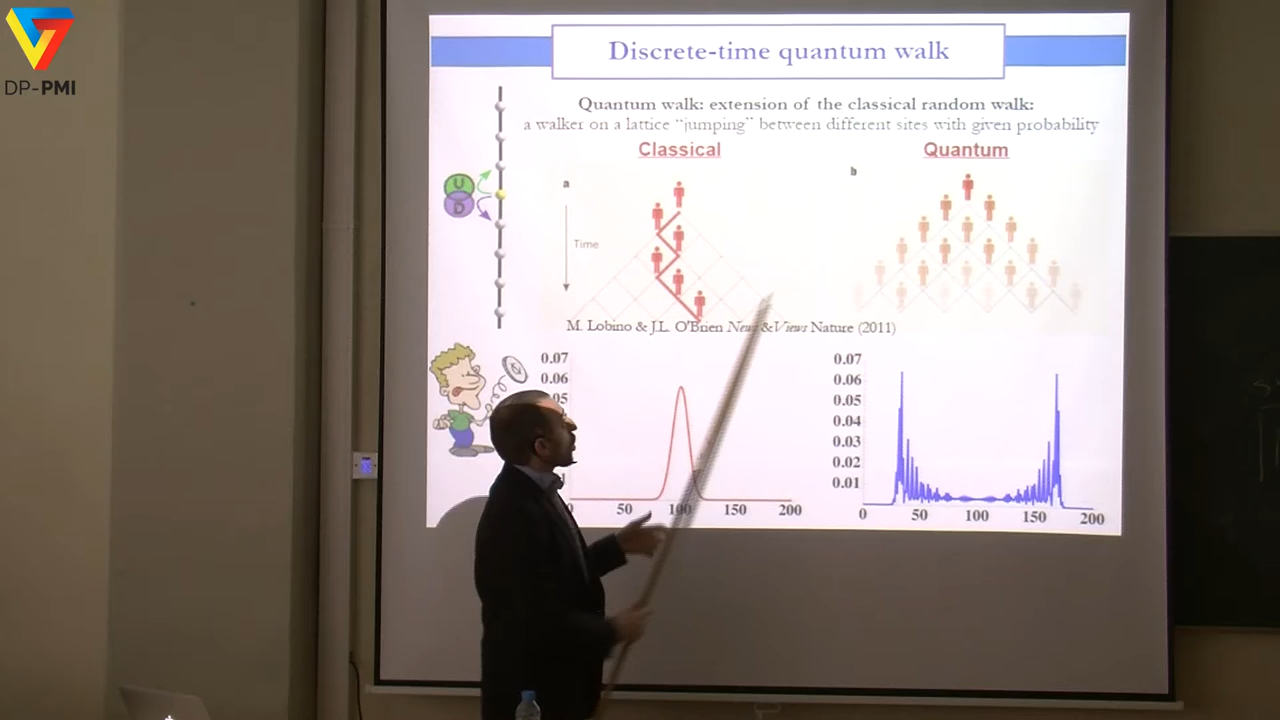 DP-PMI
Discrete-time quantum walk
Quantum walk: extension of the classical random walk:
a walker on a lattice “jumping” between different sites with given probability
Classical
Quantum
a
b
U
D
Time
M. Lobino & J.L. O'Brien News & Views Nature (2011)
0.07
0.06
50
100
150
200
0.07
0.06
0.05
0.04
0.03
0.02
0.01
0
50
100
150
200